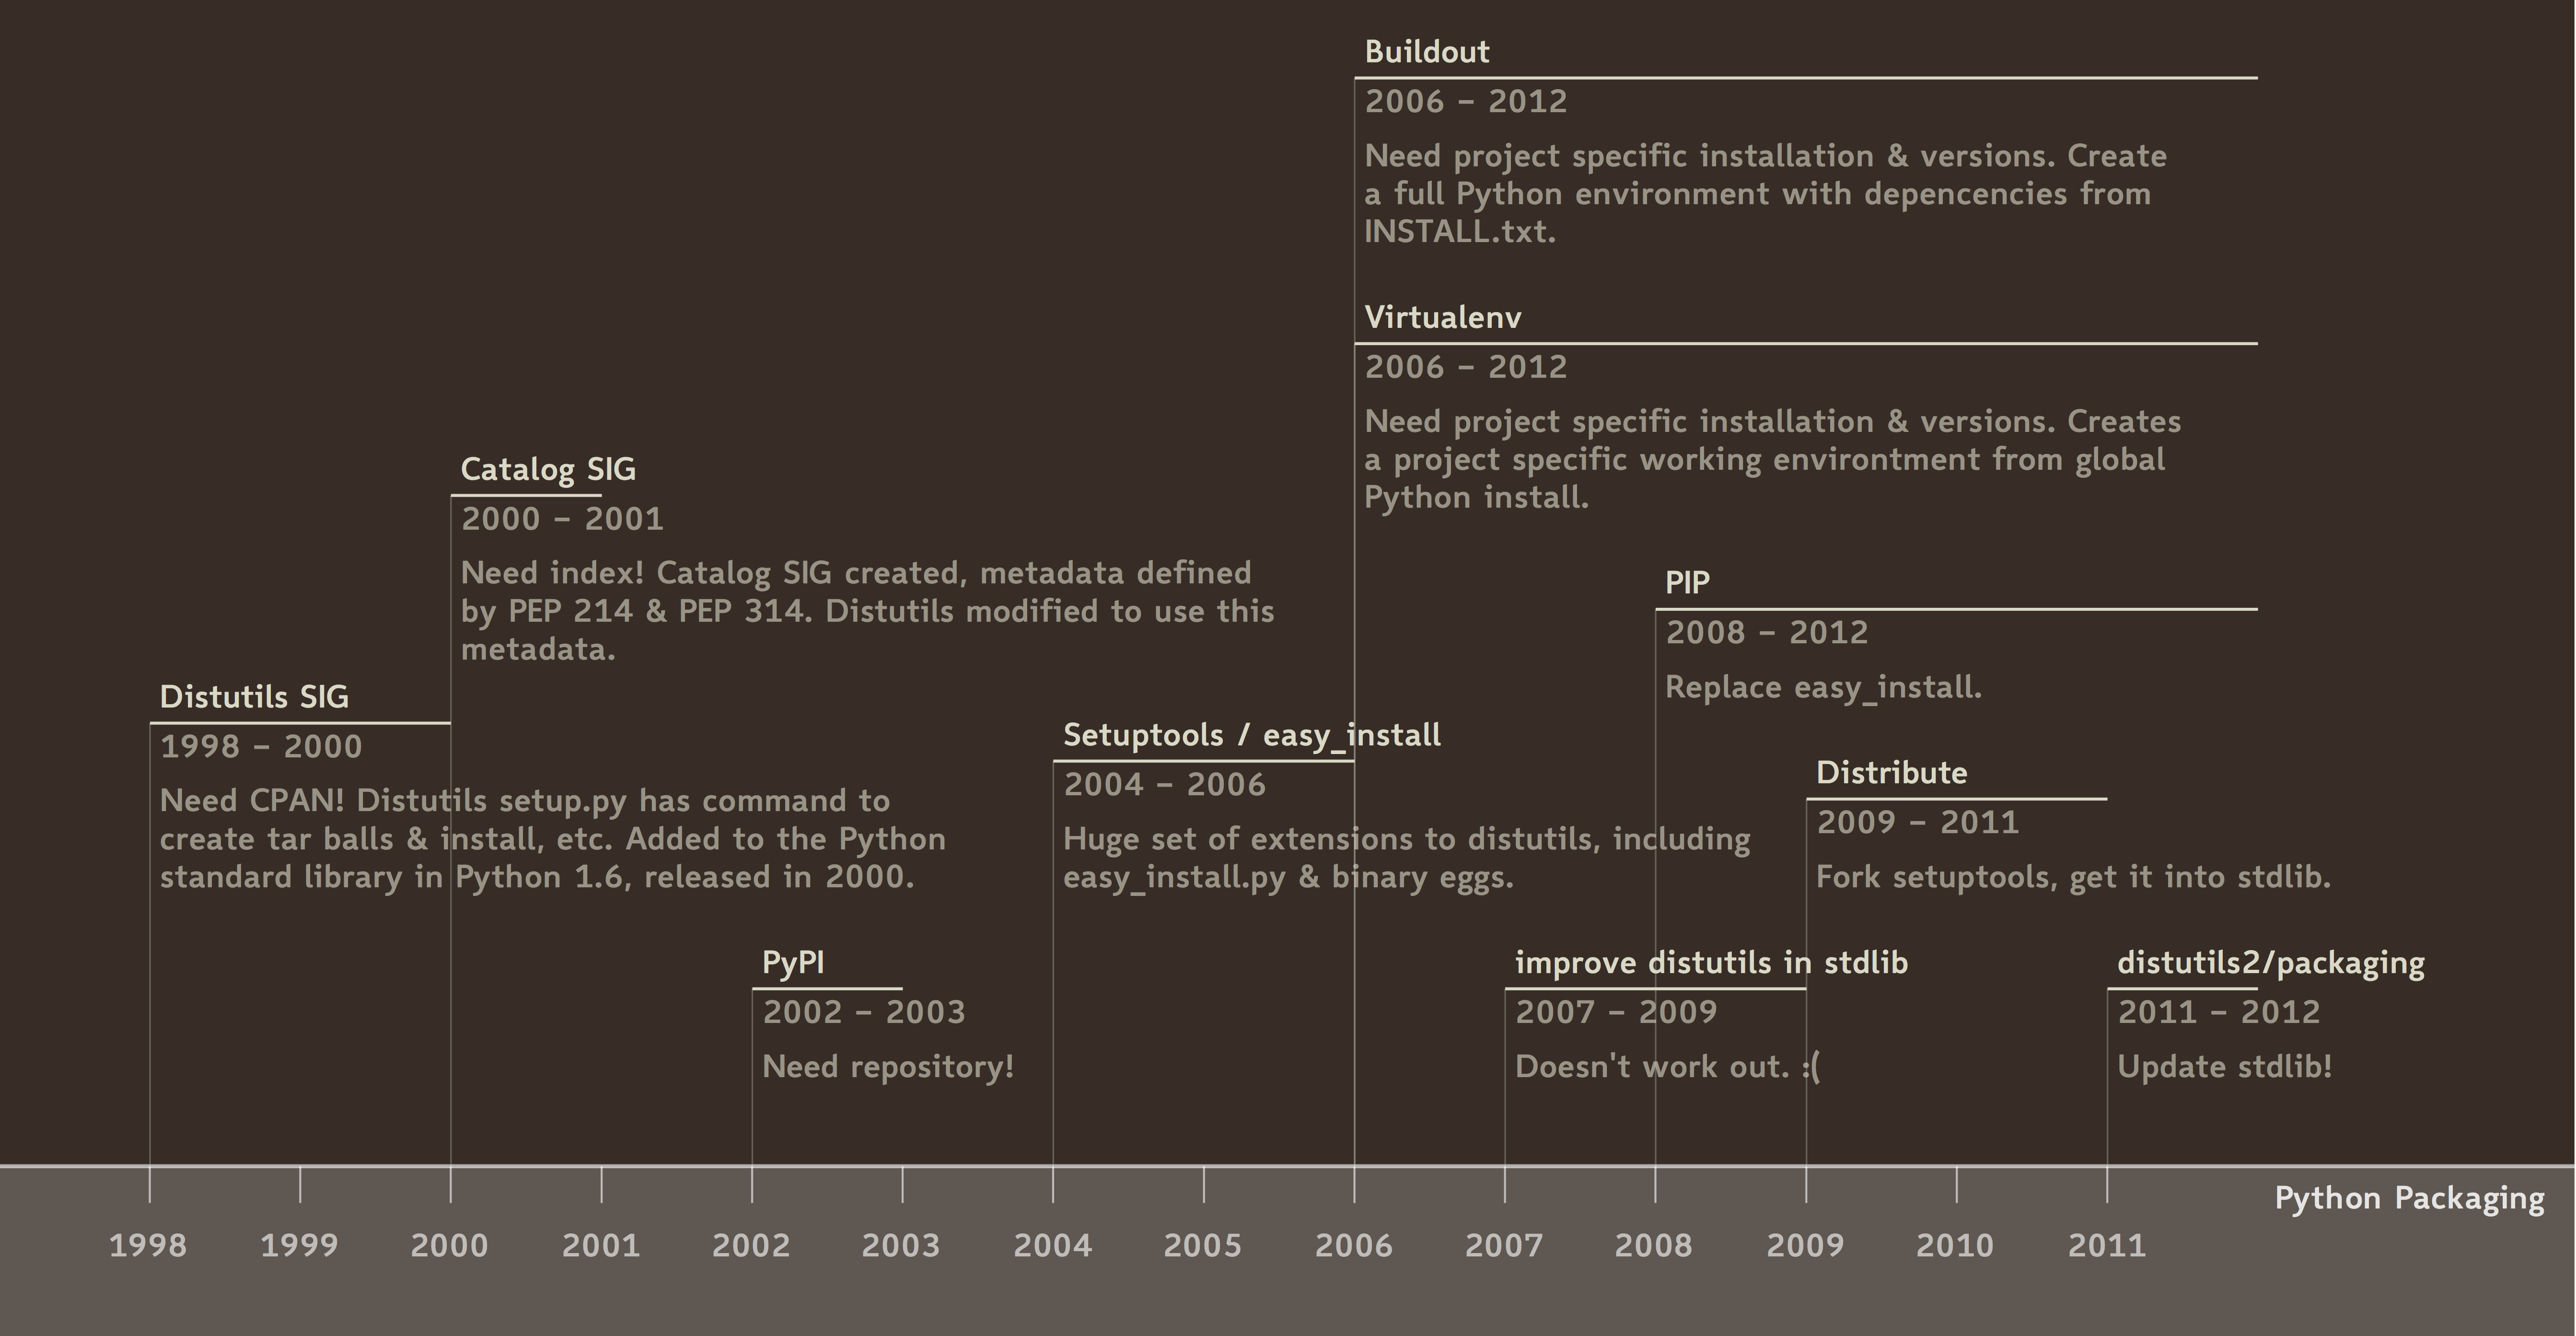 Buildout
2006 – 2012
Need project specific installation & versions. Create
a full Python environment with depencencies from
INSTALL.txt.
Virtualenv
2006 – 2012
Need project specific installation & versions. Creates
a project specific working environtment from global
Python install.
Catalog SIG
2000 – 2001
Need index! Catalog SIG created, metadata defined
by PEP 214 & PEP 314. Distutils modified to use this
metadata.
PIP
2008 – 2012
Replace easy_install.
Distutils SIG
1998 – 2000
Need CPAN! Distutils setup.py has command to
create tar balls & install, etc. Added to the Python
standard library in Python 1.6, released in 2000.
Setuptools / easy_install
2004 – 2006
Huge set of extensions to distutils, including
easy_install.py & binary eggs.
Distribute
2009 – 2011
Fork setuptools, get it into stdlib.
PyPI
2002 – 2003
Need repository!
improve distutils in stdlib
2007 – 2009
Doesn't work out. :(
distutils2/packaging
2011 – 2012
Update stdlib!
Python Packaging
1998 1999 2000 2001 2002 2003 2004 2005 2006 2007 2008 2009 2010 2011